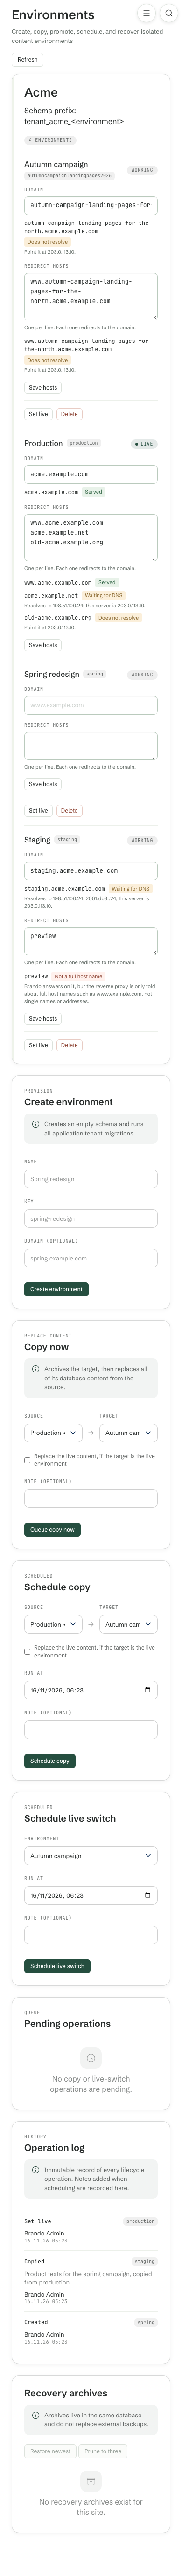 Environments
Create, copy, promote, schedule, and recover isolated
content environments
Refresh
Acme
Schema prefix:
tenant_acme_<environment>
4 ENVIRONMENTS
Autumn campaign
autumncampaignlandingpages2026
WORKING
DOMAIN
autumn-campaign-landing-pages-for-
autumn-campaign-landing-pages-for-the-
north.acme.example.com
Does not resolve
Point it at 203.0.113.10.
REDIRECT HOSTS
www.autumn-campaign-landing-
pages-for-the-
north.acme.example.com
One per line. Each one redirects to the domain.
www.autumn-campaign-landing-pages-
for-the-north.acme.example.com
Does not resolve
Point it at 203.0.113.10.
Save hosts
Set live Delete
Production production LIVE
DOMAIN
acme.example.com
acme.example.com Served
REDIRECT HOSTS
www.acme.example.com
acme.example.net
old-acme.example.org
One per line. Each one redirects to the domain.
www.acme.example.com Served
acme.example.net Waiting for DNS
Resolves to 198.51.100.24; this server is 203.0.113.10.
old-acme.example.org Does not resolve
Point it at 203.0.113.10.
Save hosts
Spring redesign spring WORKING
DOMAIN
www.example.com
REDIRECT HOSTS
One per line. Each one redirects to the domain.
Save hosts
Set live Delete
Staging staging WORKING
DOMAIN
staging.acme.example.com
staging.acme.example.com Waiting for DNS
Resolves to 198.51.100.24, 2001:db8::24; this server is
203.0.113.10.
REDIRECT HOSTS
preview
One per line. Each one redirects to the domain.
preview Not a full host name
Brando answers on it, but the reverse proxy is only told
about full host names such as www.example.com, not
single names or addresses.
Save hosts
Set live Delete
PROVISION
Create environment
Creates an empty schema and runs
all application tenant migrations.
NAME
Spring redesign
KEY
spring-redesign
DOMAIN (OPTIONAL)
spring.example.com
Create environment
REPLACE CONTENT
Copy now
Archives the target, then replaces all
of its database content from the
source.
SOURCE TARGET
Production • → Autumn cam
Replace the live content, if the target is the live
environment
NOTE (OPTIONAL)
Queue copy now
SCHEDULED
Schedule copy
SOURCE TARGET
Production • → Autumn cam
Replace the live content, if the target is the live
environment
RUN AT
16/11/2026, 06:23
NOTE (OPTIONAL)
Schedule copy
SCHEDULED
Schedule live switch
ENVIRONMENT
Autumn campaign
RUN AT
16/11/2026, 06:23
NOTE (OPTIONAL)
Schedule live switch
QUEUE
Pending operations
No copy or live-switch
operations are pending.
HISTORY
Operation log
Immutable record of every lifecycle
operation. Notes added when
scheduling are recorded here.
Set live production
Brando Admin
16.11.26 05:23
Copied staging
Product texts for the spring campaign, copied
from production
Brando Admin
16.11.26 05:23
Created spring
Brando Admin
16.11.26 05:23
Recovery archives
Archives live in the same database
and do not replace external backups.
Restore newest Prune to three
No recovery archives exist for
this site.